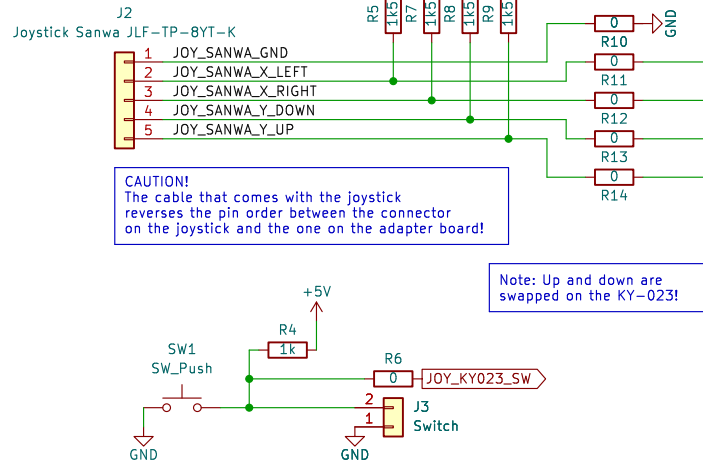 J2
Joystick Sanwa JLF-TP-8YT-K
R5
1k5
R7
1k5
R8
1k5
R9
1k5
1
JOY_SANWA_GND
2
JOY_SANWA_X_LEFT
3
JOY_SANWA_X_RIGHT
4
JOY_SANWA_Y_DOWN
5
JOY_SANWA_Y_UP
0
R10
GND
0
R11
0
R12
0
R13
0
R14
CAUTION!
The cable that comes with the joystick
reverses the pin order between the connector
on the joystick and the one on the adapter board!
Note: Up and down are
swapped on the KY-023!
+5V
R4
1k
SW1
SW_Push
R6
0
JOY_KY023_SW
2
1
J3
Switch
GND
GND